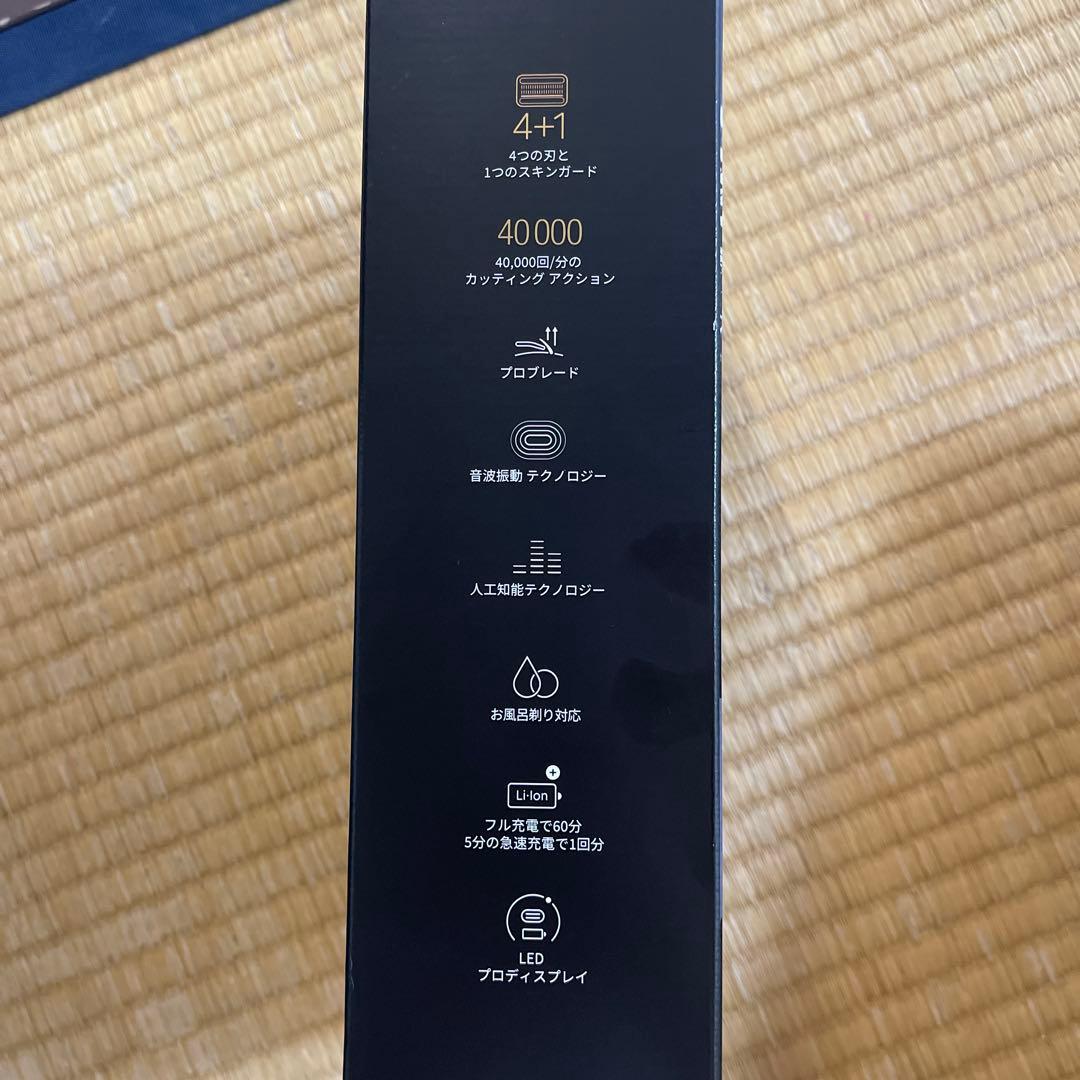 4+1
4つの刃と
1つのスキンガード
40 000
40,000回/分の
カッティング アクション
プロブレード
音波振動 テクノロジー
人工知能テクノロジー
お風呂剃り対応
Li-Ion
フル充電で60分
5分の急速充電で1回分
LED
プロディスプレイ